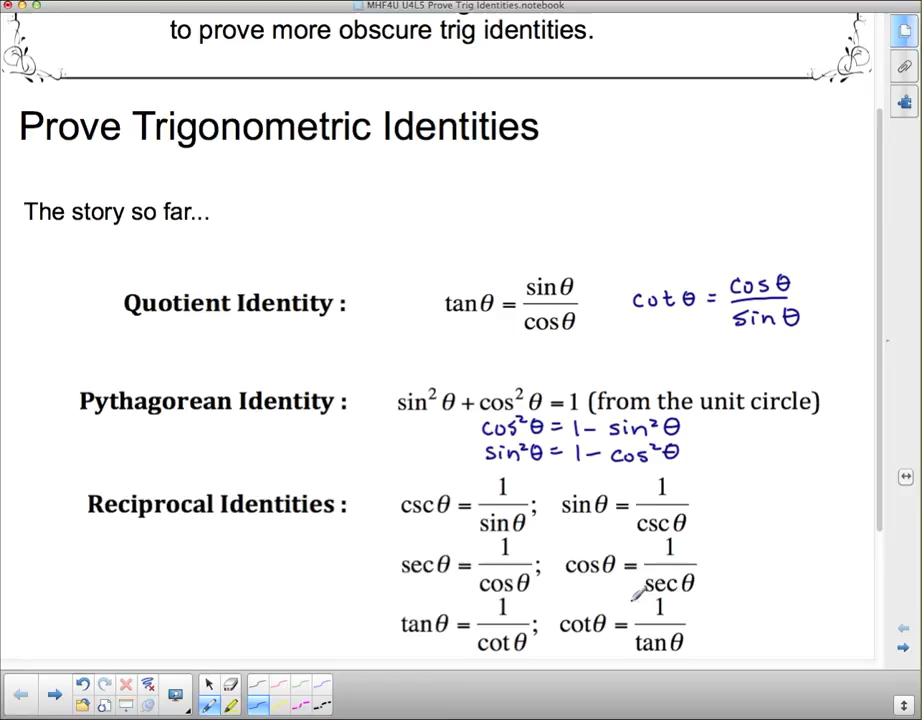 MHF4U U4L5 Prove Trig Identities.notebook
to prove more obscure trig identities.
Prove Trigonometric Identities
The story so far...
Quotient Identity : tanθ = sinθ/cosθ cot θ = cos θ/sin θ
Pythagorean Identity : sin² θ + cos² θ = 1 (from the unit circle)
cos²θ = 1 - sin²θ
sin²θ = 1 - cos²θ
Reciprocal Identities : cscθ = 1/sinθ; sinθ = 1/cscθ
secθ = 1/cosθ; cosθ = 1/secθ
tanθ = 1/cotθ; cotθ = 1/tanθ